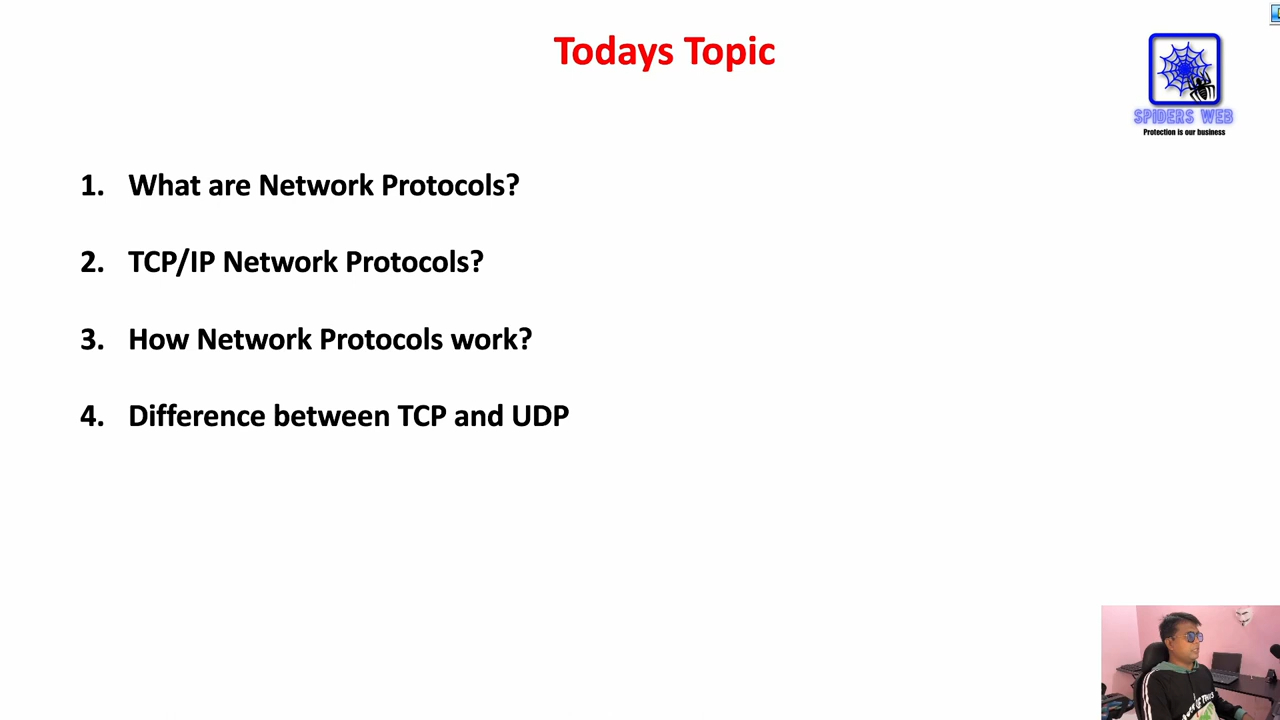 Todays Topic
SPIDERS WEB
Protection is our business
1. What are Network Protocols?
2. TCP/IP Network Protocols?
3. How Network Protocols work?
4. Difference between TCP and UDP